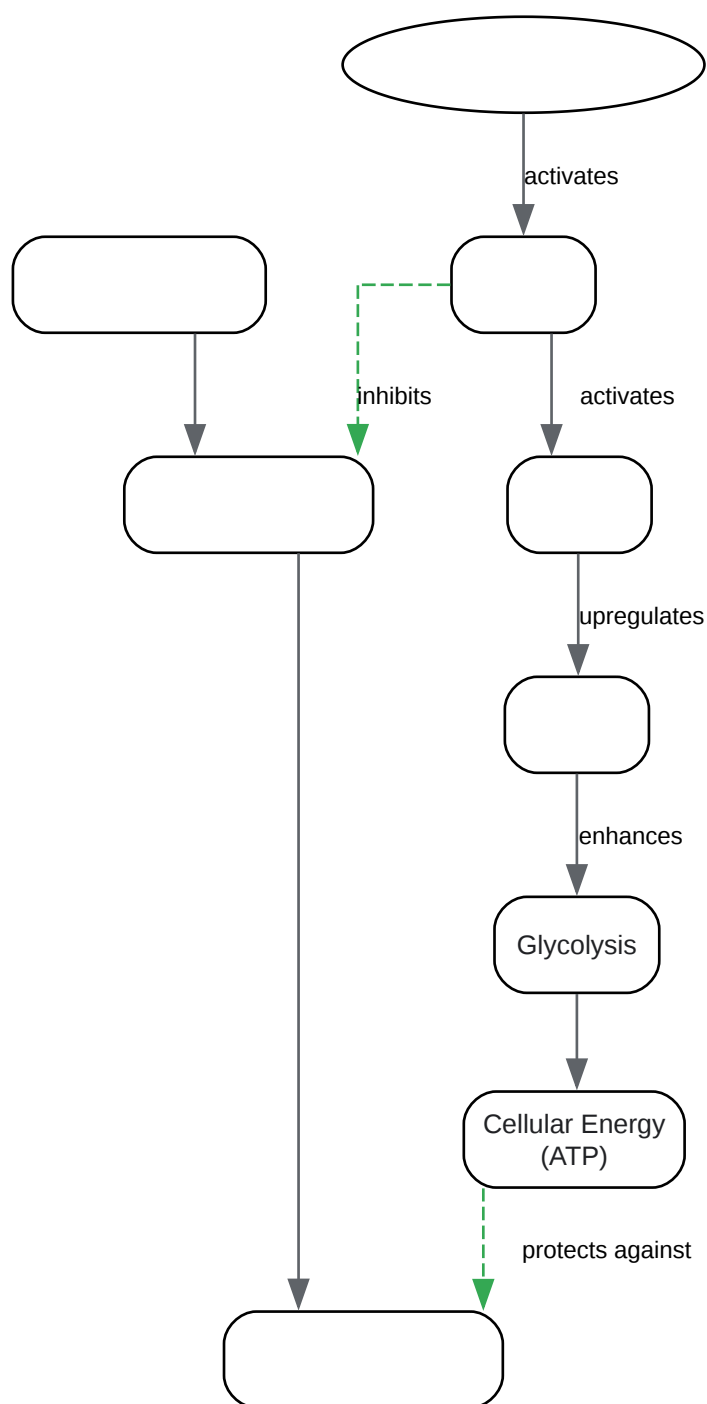 activates
inhibits
activates
upregulates
enhances
Glycolysis
Cellular Energy
(ATP)
protects against